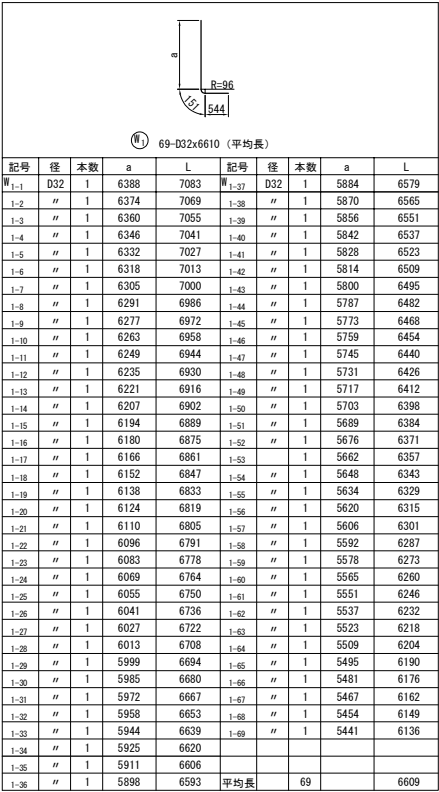 a
R=96
151
544
W1 69-D32x6610 (平均長)
記号 径 本数 a L 記号 径 本数 a L
W1-1 D32 1 6388 7083 W1-37 D32 1 5884 6579
1-2 〃 1 6374 7069 1-38 〃 1 5870 6565
1-3 〃 1 6360 7055 1-39 〃 1 5856 6551
1-4 〃 1 6346 7041 1-40 〃 1 5842 6537
1-5 〃 1 6332 7027 1-41 〃 1 5828 6523
1-6 〃 1 6318 7013 1-42 〃 1 5814 6509
1-7 〃 1 6305 7000 1-43 〃 1 5800 6495
1-8 〃 1 6291 6986 1-44 〃 1 5787 6482
1-9 〃 1 6277 6972 1-45 〃 1 5773 6468
1-10 〃 1 6263 6958 1-46 〃 1 5759 6454
1-11 〃 1 6249 6944 1-47 〃 1 5745 6440
1-12 〃 1 6235 6930 1-48 〃 1 5731 6426
1-13 〃 1 6221 6916 1-49 〃 1 5717 6412
1-14 〃 1 6207 6902 1-50 〃 1 5703 6398
1-15 〃 1 6194 6889 1-51 〃 1 5689 6384
1-16 〃 1 6180 6875 1-52 〃 1 5676 6371
1-17 〃 1 6166 6861 1-53 1 5662 6357
1-18 〃 1 6152 6847 1-54 〃 1 5648 6343
1-19 〃 1 6138 6833 1-55 〃 1 5634 6329
1-20 〃 1 6124 6819 1-56 〃 1 5620 6315
1-21 〃 1 6110 6805 1-57 〃 1 5606 6301
1-22 〃 1 6096 6791 1-58 〃 1 5592 6287
1-23 〃 1 6083 6778 1-59 〃 1 5578 6273
1-24 〃 1 6069 6764 1-60 〃 1 5565 6260
1-25 〃 1 6055 6750 1-61 〃 1 5551 6246
1-26 〃 1 6041 6736 1-62 〃 1 5537 6232
1-27 〃 1 6027 6722 1-63 〃 1 5523 6218
1-28 〃 1 6013 6708 1-64 〃 1 5509 6204
1-29 〃 1 5999 6694 1-65 〃 1 5495 6190
1-30 〃 1 5985 6680 1-66 〃 1 5481 6176
1-31 〃 1 5972 6667 1-67 〃 1 5467 6162
1-32 〃 1 5958 6653 1-68 〃 1 5454 6149
1-33 〃 1 5944 6639 1-69 〃 1 5441 6136
1-34 〃 1 5925 6620
1-35 〃 1 5911 6606
1-36 〃 1 5898 6593 平均長 69 6609